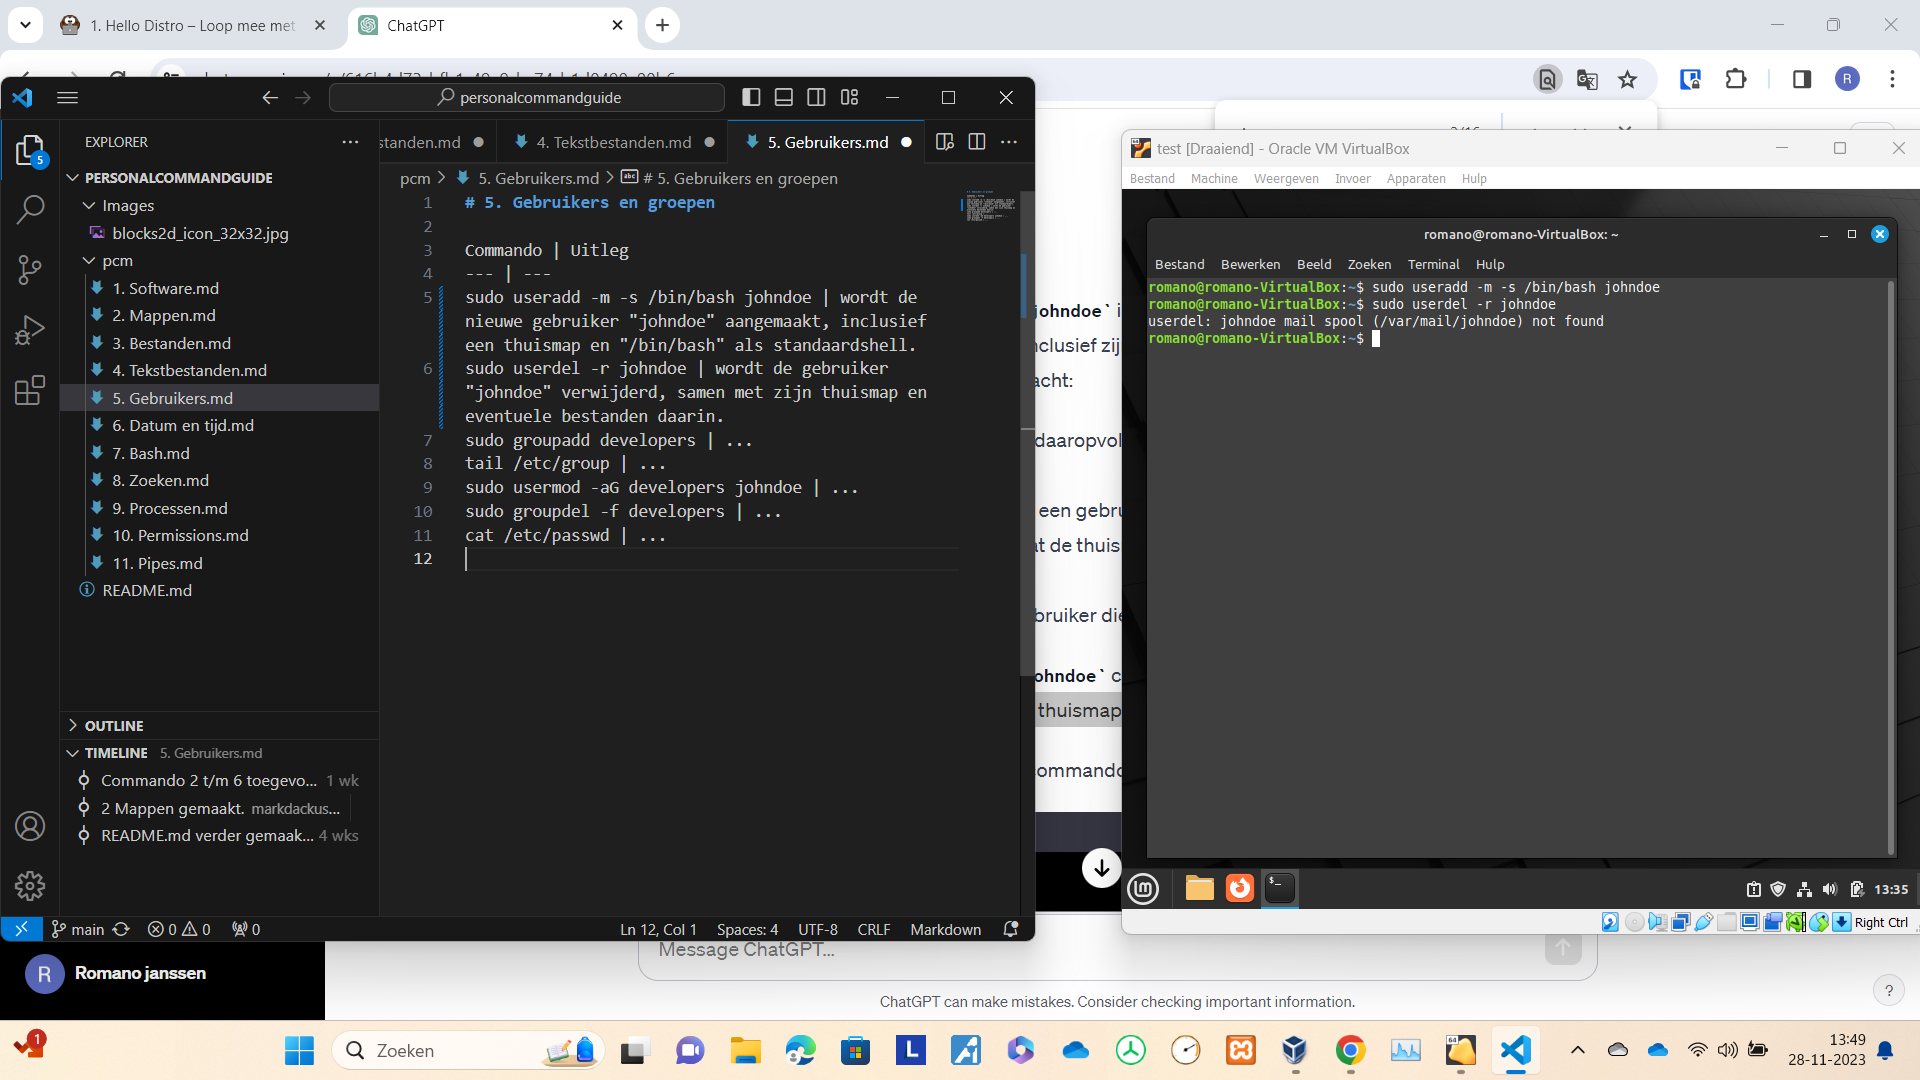 1. Hello Distro – Loop mee met
ChatGPT
personalcommandguide
EXPLORER
PERSONALCOMMANDGUIDE
Images
blocks2d_icon_32x32.jpg
pcm
1. Software.md
2. Mappen.md
3. Bestanden.md
4. Tekstbestanden.md
5. Gebruikers.md
6. Datum en tijd.md
7. Bash.md
8. Zoeken.md
9. Processen.md
10. Permissions.md
11. Pipes.md
README.md
OUTLINE
TIMELINE 5. Gebruikers.md
Commando 2 t/m 6 toegevo... 1 wk
2 Mappen gemaakt. markdackus...
README.md verder gemaak... 4 wks
5
standen.md
4. Tekstbestanden.md
5. Gebruikers.md
pcm > 5. Gebruikers.md > # 5. Gebruikers en groepen
1 # 5. Gebruikers en groepen
2
3 Commando | Uitleg
4 --- | ---
5 sudo useradd -m -s /bin/bash johndoe | wordt de
nieuwe gebruiker "johndoe" aangemaakt, inclusief
een thuismap en "/bin/bash" als standaardshell.
6 sudo userdel -r johndoe | wordt de gebruiker
"johndoe" verwijderd, samen met zijn thuismap en
eventuele bestanden daarin.
7 sudo groupadd developers | ...
8 tail /etc/group | ...
9 sudo usermod -aG developers johndoe | ...
10 sudo groupdel -f developers | ...
11 cat /etc/passwd | ...
12
main
0 0
0
Ln 12, Col 1
Spaces: 4
UTF-8
CRLF
Markdown
johndoe` i
nclusief zij
acht:
daaropvol
een gebru
at de thuis
bruiker die
ohndoe` c
thuismap
commando
test [Draaiend] - Oracle VM VirtualBox
Bestand Machine Weergeven Invoer Apparaten Hulp
romano@romano-VirtualBox: ~
Bestand Bewerken Beeld Zoeken Terminal Hulp
romano@romano-VirtualBox:~$ sudo useradd -m -s /bin/bash johndoe
romano@romano-VirtualBox:~$ sudo userdel -r johndoe
userdel: johndoe mail spool (/var/mail/johndoe) not found
romano@romano-VirtualBox:~$
13:35
Right Ctrl
R
R
Romano janssen
Message ChatGPT...
ChatGPT can make mistakes. Consider checking important information.
?
1
Zoeken
L
64
13:49
28-11-2023